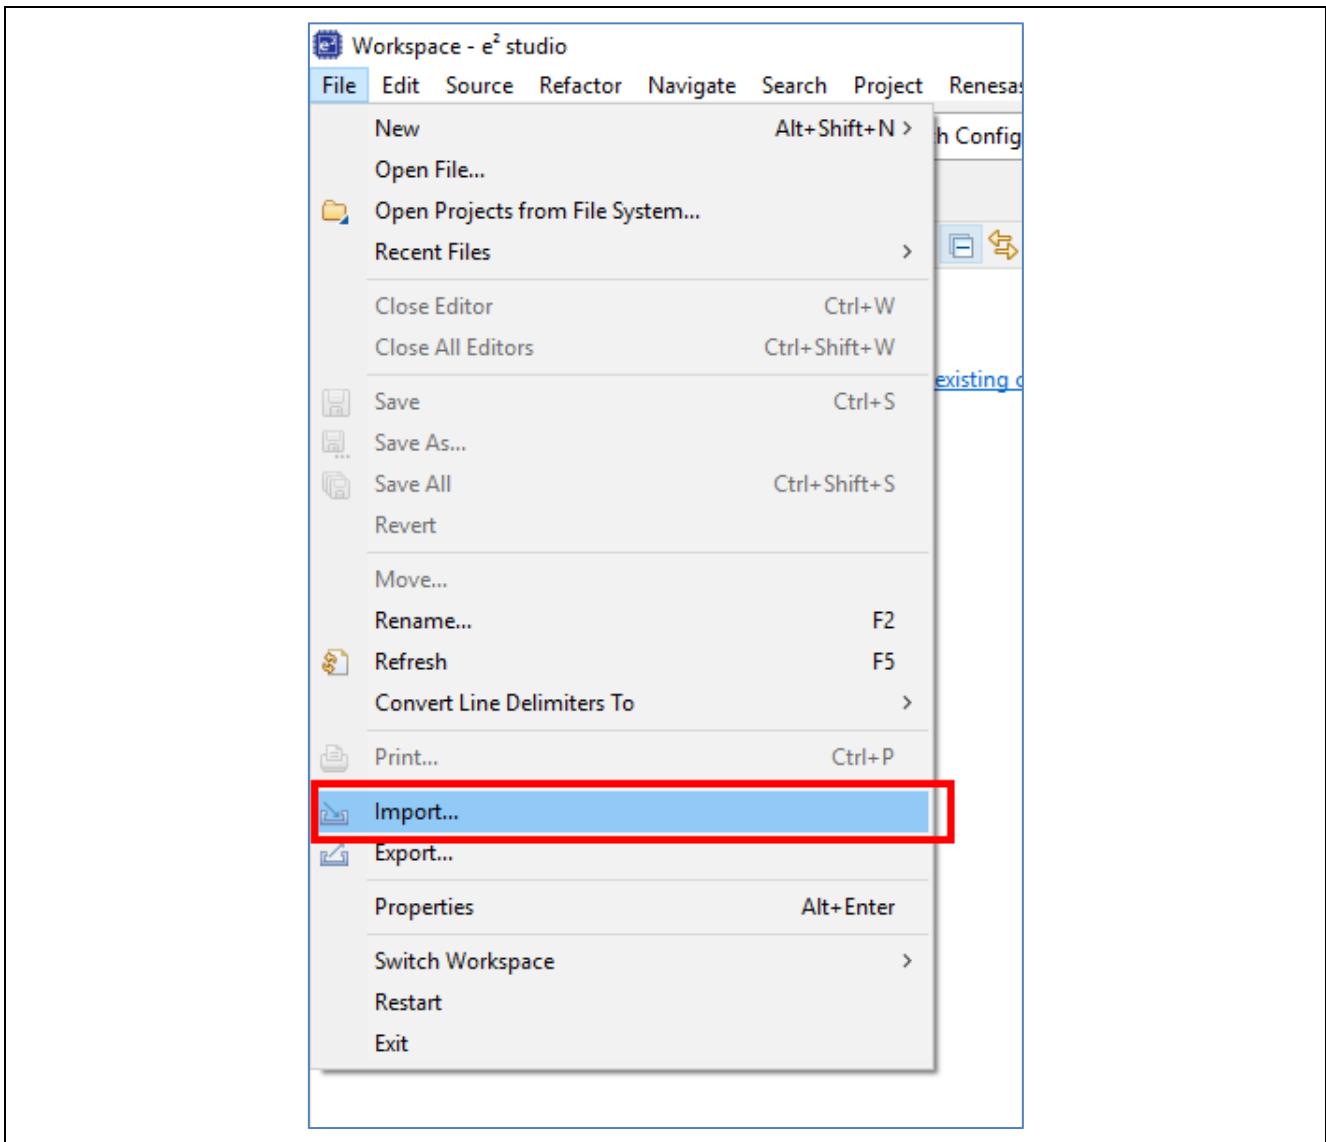 Workspace - e² studio
File Edit Source Refactor Navigate Search Project Renesas
New Alt+Shift+N >
h Config
Open File...
Open Projects from File System...
Recent Files >
Close Editor Ctrl+W
Close All Editors Ctrl+Shift+W
existing
Save Ctrl+S
Save As...
Save All Ctrl+Shift+S
Revert
Move...
Rename... F2
Refresh F5
Convert Line Delimiters To >
Print... Ctrl+P
Import...
Export...
Properties Alt+Enter
Switch Workspace >
Restart
Exit